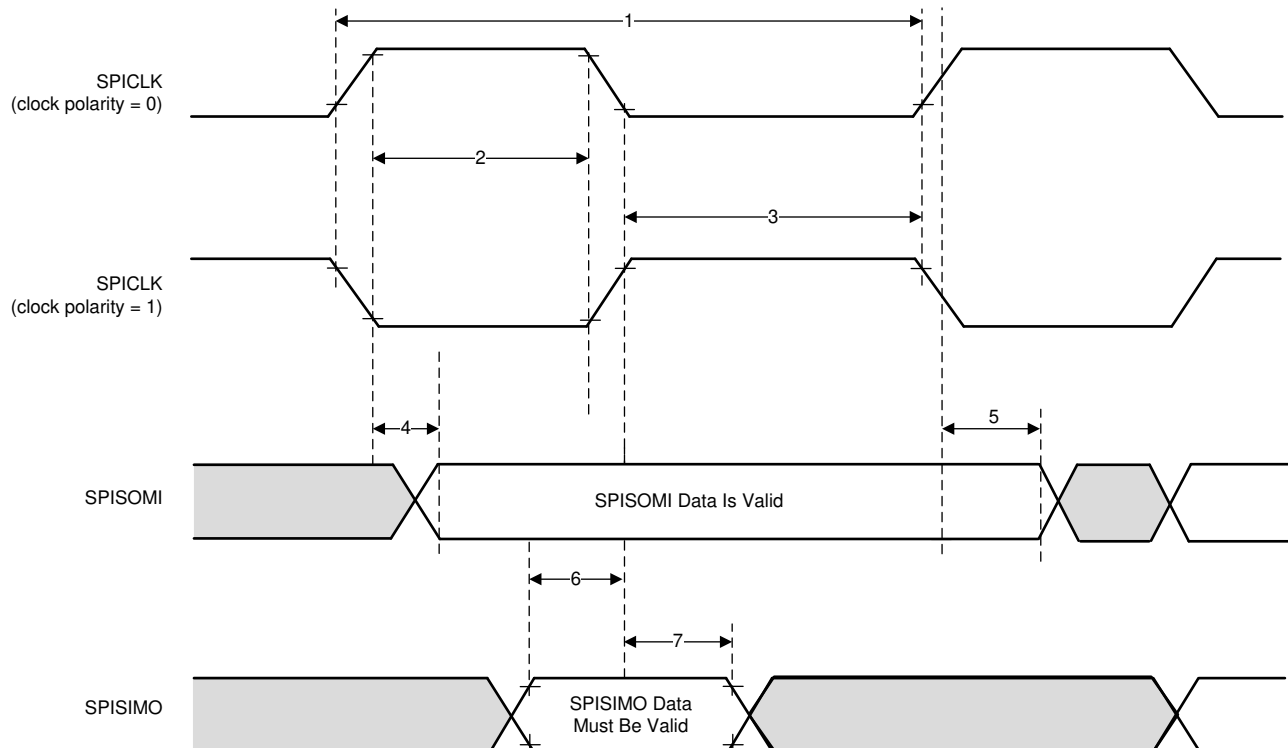 1
SPICLK
(clock polarity = 0)
2
3
SPICLK
(clock polarity = 1)
4
5
SPISOMI
SPISOMI Data Is Valid
6
7
SPISIMO
SPISIMO Data
Must Be Valid